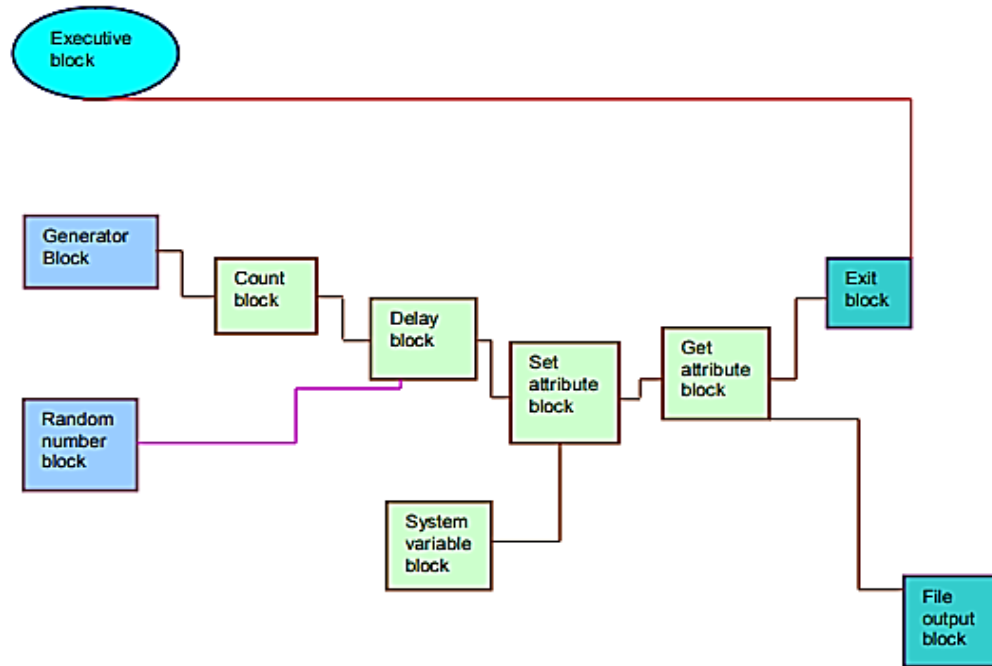 Executive
block
Generator
Block
Count
block
Delay
block
Set
attribute
block
Get
attribute
block
Exit
block
Random
number
block
System
variable
block
File
output
block